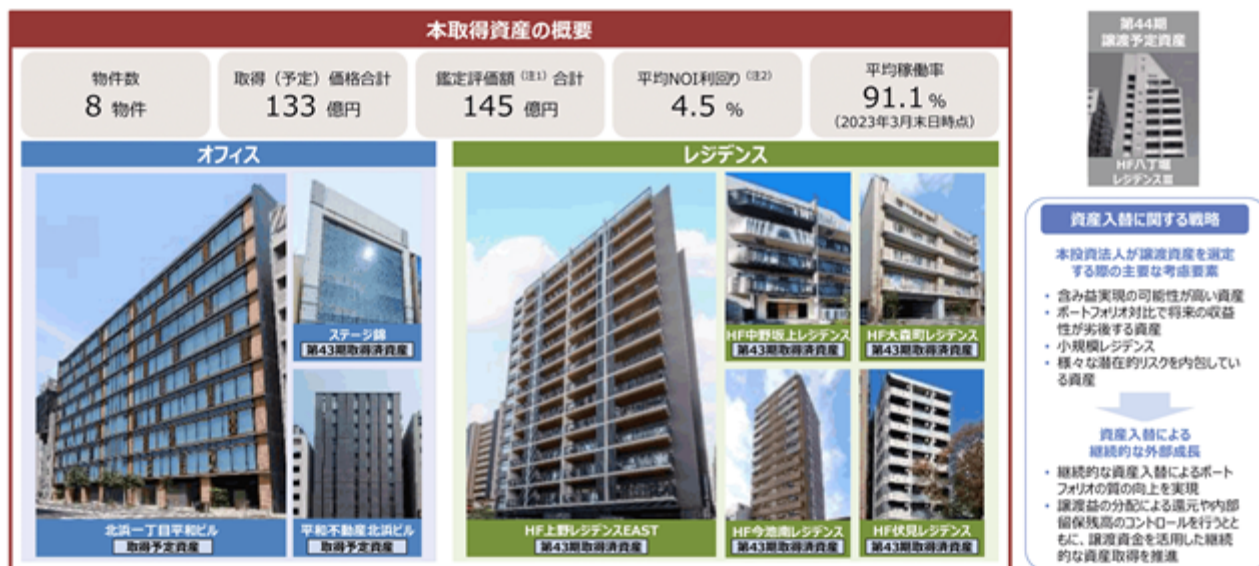 本取得資産の概要
物件数
8 物件
取得（予定）価格合計
133 億円
鑑定評価額（注1）合計
145 億円
平均NOI利回り（注2）
4.5 %
平均稼働率
91.1 %
（2023年3月末日時点）
オフィス
北浜一丁目平和ビル
取得予定資産
ステージ錦
第43期取得済資産
平和不動産北浜ビル
取得予定資産
レジデンス
HF上野レジデンスEAST
第43期取得済資産
HF中野坂上レジデンス
第43期取得済資産
HF大森町レジデンス
第43期取得済資産
HF今池南レジデンス
第43期取得済資産
HF伏見レジデンス
第43期取得済資産
第44期
譲渡予定資産
HF八丁堀
レジデンスⅢ
資産入替に関する戦略
本投資法人が譲渡資産を選定
する際の主要な考慮要素
• 含み益実現の可能性が高い資産
• ポートフォリオ対比で将来の収益
性が劣後する資産
• 小規模レジデンス
• 様々な潜在的リスクを内包してい
る資産
資産入替による
継続的な外部成長
• 継続的な資産入替によるポート
フォリオの質の向上を実現
• 譲渡益の分配による還元や内部
留保残高のコントロールを行うとと
もに、譲渡資金を活用した継続
的な資産取得を推進